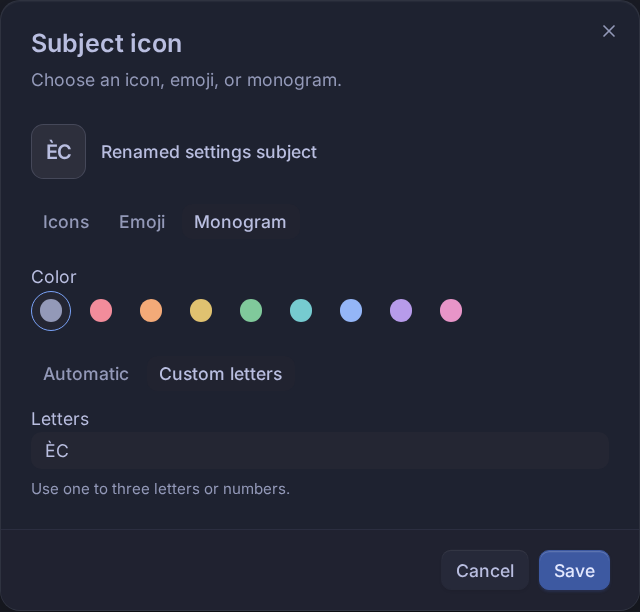 Subject icon
Choose an icon, emoji, or monogram.
ÈC
Renamed settings subject
Icons Emoji Monogram
Color
Automatic Custom letters
Letters
ÈC
Use one to three letters or numbers.
Cancel Save